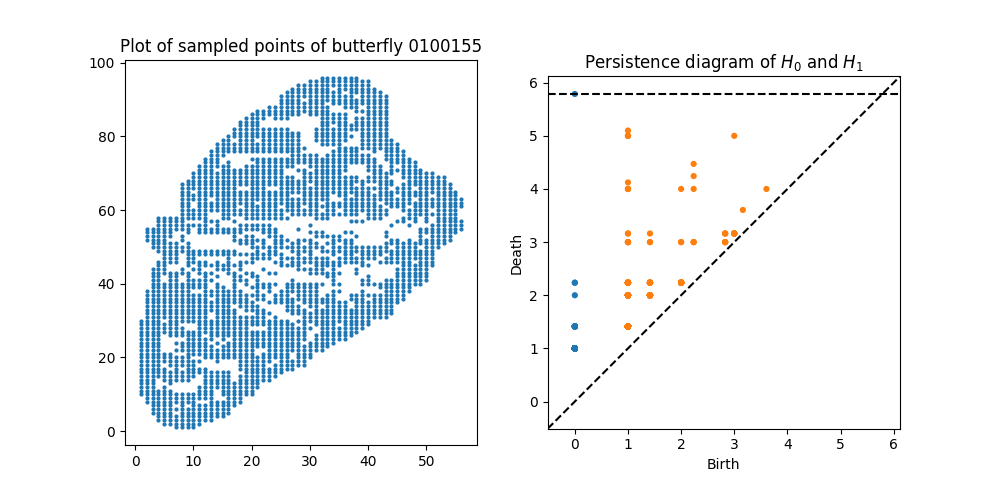 Plot of sampled points of butterfly 0100155
100
80
60
40
20
0
0 10 20 30 40 50
Persistence diagram of H₀ and H₁
6
5
4
3
2
1
0
Death
0 1 2 3 4 5 6
Birth